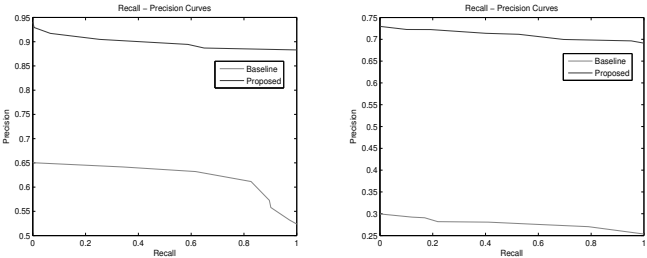 Recall − Precision Curves
0.95
0.9
0.85
0.8
0.75
0.7
0.65
0.6
0.55
0.5
Precision
Baseline
Proposed
0 0.2 0.4 0.6 0.8 1
Recall
Recall − Precision Curves
0.75
0.7
0.65
0.6
0.55
0.5
0.45
0.4
0.35
0.3
0.25
Precision
Baseline
Proposed
0 0.2 0.4 0.6 0.8 1
Recall